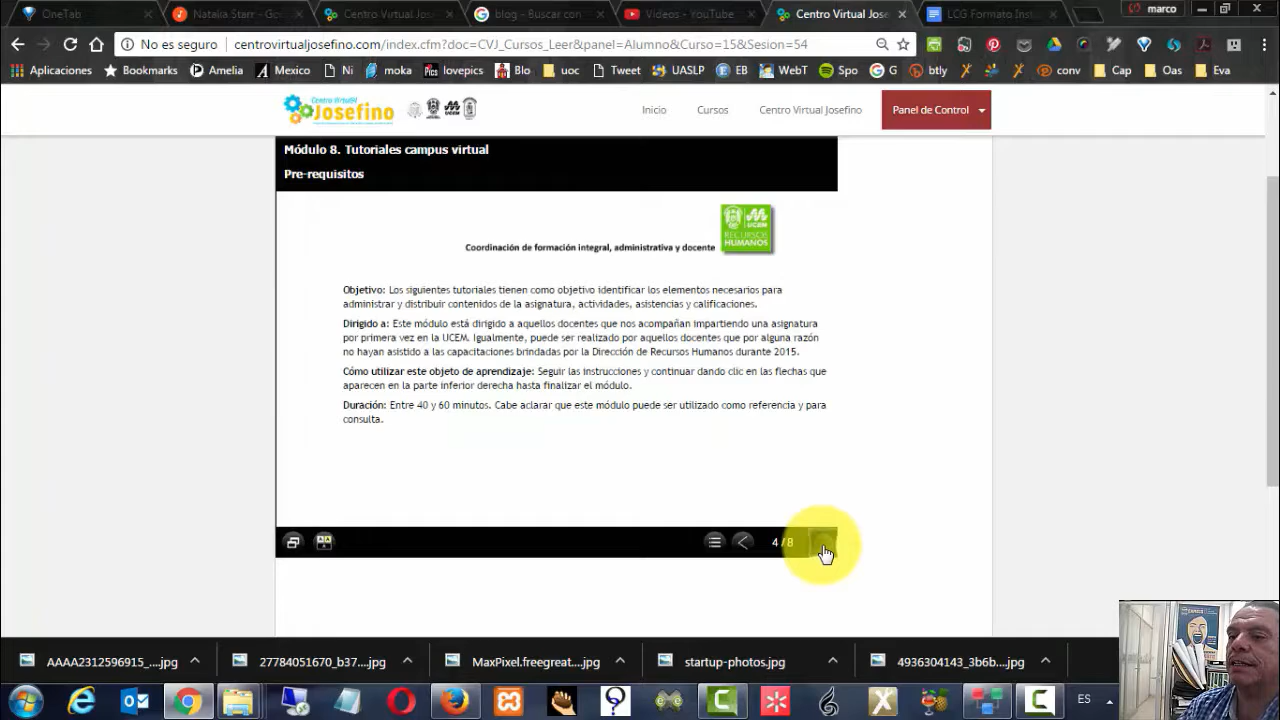 OneTab
Natalia Starr - Goo
Centro Virtual Jose
blog - Buscar con
Videos - YouTube
Centro Virtual Jose
LCG Formato Inst
marco
No es seguro
centrovirtualjosefino.com/index.cfm?doc=CVJ_Cursos_Leer&panel=Alumno&Curso=15&Sesion=54
Aplicaciones
Bookmarks
Amelia
Mexico
Ni
moka
Pics
lovepics
Blo
uoc
Tweet
UASLP
EB
WebT
Spo
G
btly
conv
Cap
Oas
Eva
Centro Virtual
Josefino
UCEM
Inicio
Cursos
Centro Virtual Josefino
Panel de Control
Módulo 8. Tutoriales campus virtual
Pre-requisitos
UCEM
RECURSOS
HUMANOS
Coordinación de formación integral, administrativa y docente
Objetivo: Los siguientes tutoriales tienen como objetivo identificar los elementos necesarios para
administrar y distribuir contenidos de la asignatura, actividades, asistencias y calificaciones.
Dirigido a: Este módulo está dirigido a aquellos docentes que nos acompañan impartiendo una asignatura
por primera vez en la UCEM. Igualmente, puede ser realizado por aquellos docentes que por alguna razón
no hayan asistido a las capacitaciones brindadas por la Dirección de Recursos Humanos durante 2015.
Cómo utilizar este objeto de aprendizaje: Seguir las instrucciones y continuar dando clic en las flechas que
aparecen en la parte inferior derecha hasta finalizar el módulo.
Duración: Entre 40 y 60 minutos. Cabe aclarar que este módulo puede ser utilizado como referencia y para
consulta.
4 / 8
AAAA2312596915_....jpg
27784051670_b37....jpg
MaxPixel.freegreat....jpg
startup-photos.jpg
4936304143_3b6b....jpg
ES